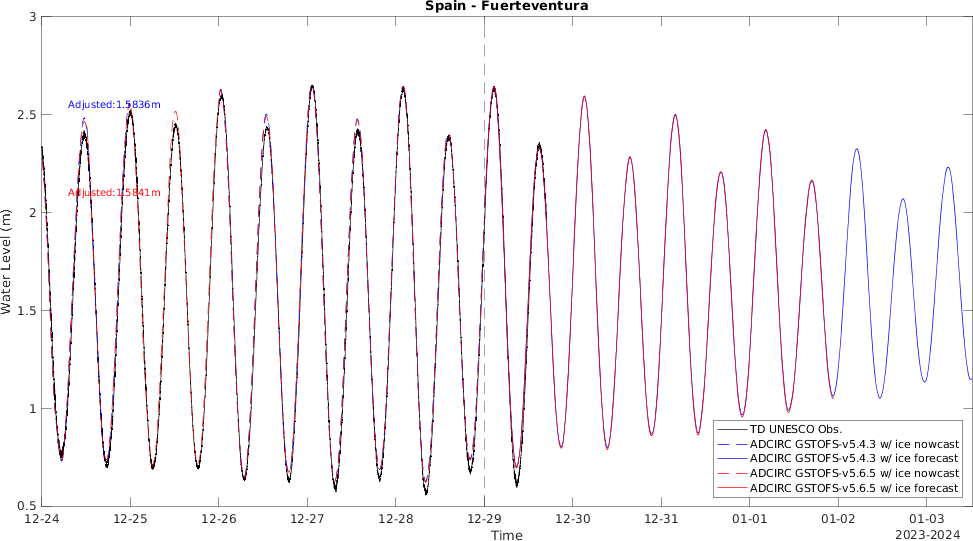 Spain - Fuerteventura
3
2.5
2
1.5
1
0.5
Water Level (m)
Adjusted:1.5836m
Adjusted:1.5841m
TD UNESCO Obs.
ADCIRC GSTOFS-v5.4.3 w/ ice nowcast
ADCIRC GSTOFS-v5.4.3 w/ ice forecast
ADCIRC GSTOFS-v5.6.5 w/ ice nowcast
ADCIRC GSTOFS-v5.6.5 w/ ice forecast
12-24 12-25 12-26 12-27 12-28 12-29 12-30 12-31 01-01 01-02 01-03
Time
2023-2024